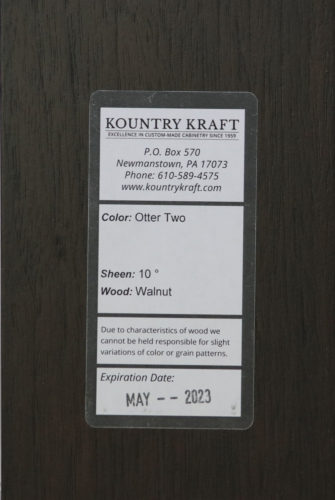 KOUNTRY KRAFT
EXCELLENCE IN CUSTOM-MADE CABINETRY SINCE 1959
P.O. Box 570
Newmanstown, PA 17073
Phone: 610-589-4575
www.kountrykraft.com
Color: Otter Two
Sheen: 10 °
Wood: Walnut
Due to characteristics of wood we
cannot be held responsible for slight
variations of color or grain patterns.
Expiration Date:
MAY -- 2023